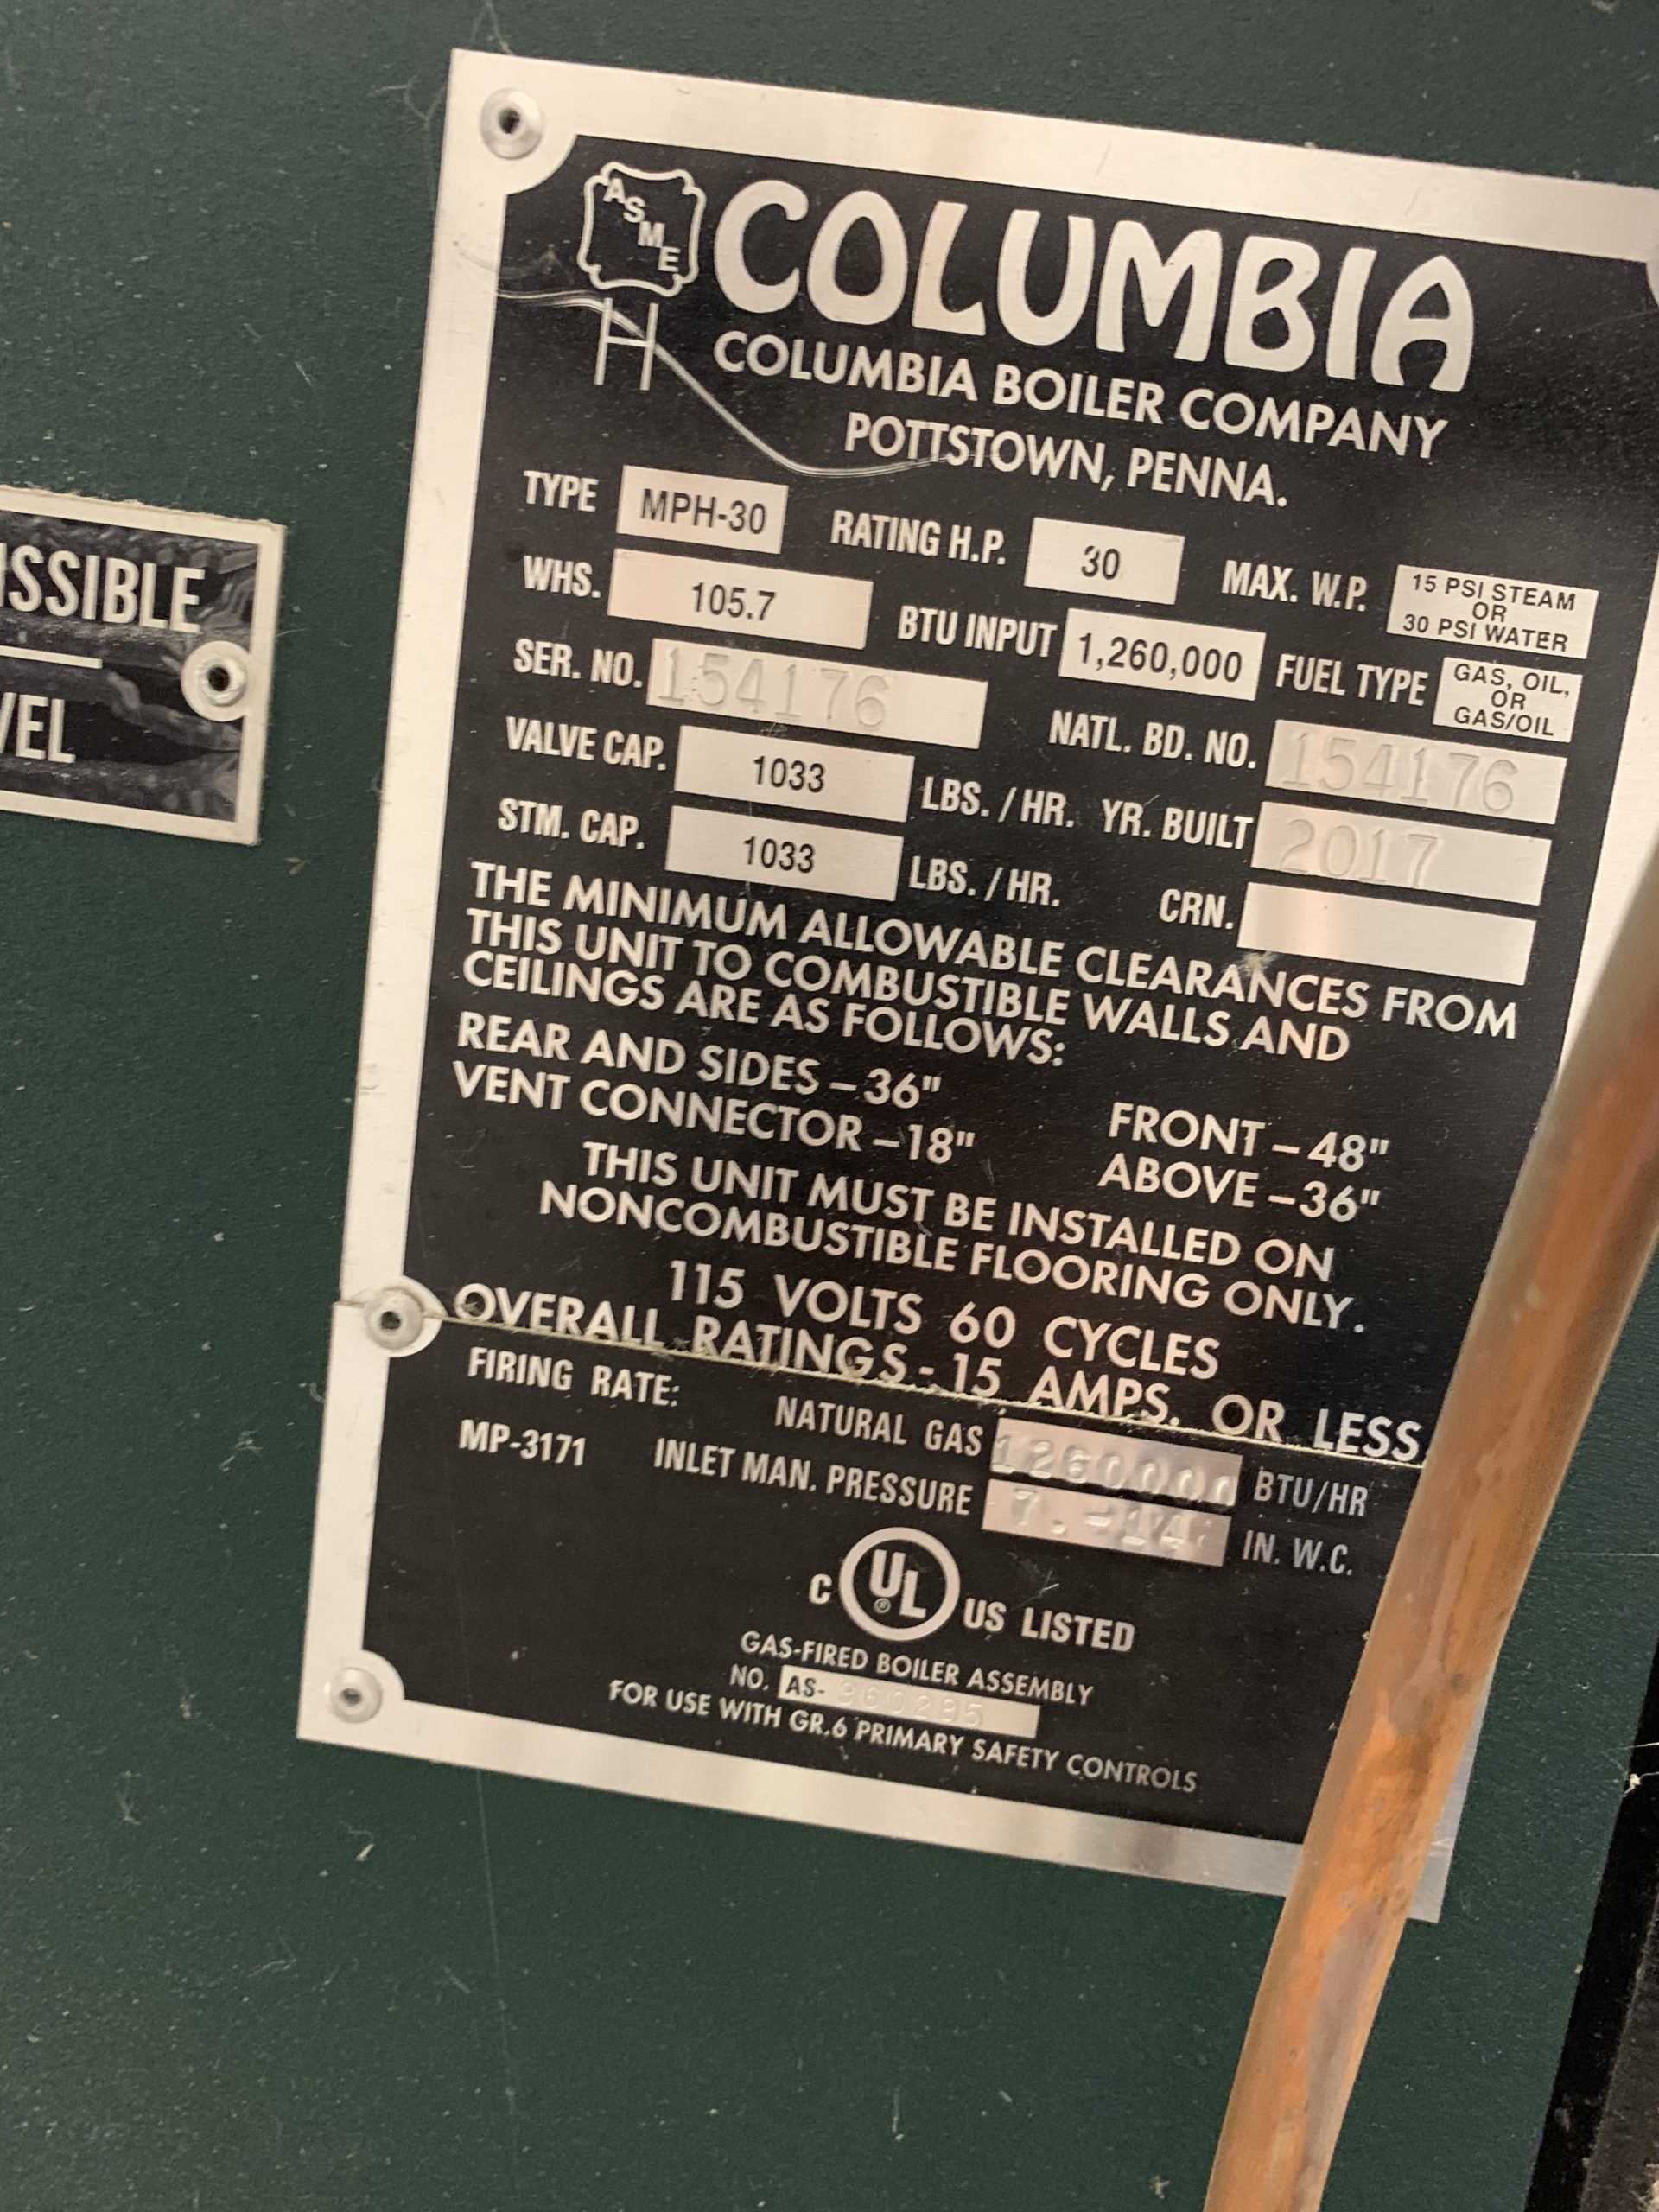 ISSIBLE
VEL
ASME
H
COLUMBIA
COLUMBIA BOILER COMPANY
POTTSTOWN, PENNA.
TYPE MPH-30 RATING H.P. 30 MAX. W.P. 15 PSI STEAM
OR
30 PSI WATER
WHS. 105.7 BTU INPUT 1,260,000 FUEL TYPE GAS, OIL,
OR
GAS/OIL
SER. NO. 154176 NATL. BD. NO. 154176
VALVE CAP. 1033 LBS. / HR. YR. BUILT 2017
STM. CAP. 1033 LBS. / HR. CRN.
THE MINIMUM ALLOWABLE CLEARANCES FROM
THIS UNIT TO COMBUSTIBLE WALLS AND
CEILINGS ARE AS FOLLOWS:
REAR AND SIDES – 36" FRONT – 48"
VENT CONNECTOR – 18" ABOVE – 36"
THIS UNIT MUST BE INSTALLED ON
NONCOMBUSTIBLE FLOORING ONLY.
115 VOLTS 60 CYCLES
OVERALL RATINGS - 15 AMPS. OR LESS
FIRING RATE: NATURAL GAS 1260000 BTU/HR
MP-3171 INLET MAN. PRESSURE 7.-14 IN. W.C.
C UL ® US LISTED
GAS-FIRED BOILER ASSEMBLY
NO. AS-
FOR USE WITH GR.6 PRIMARY SAFETY CONTROLS